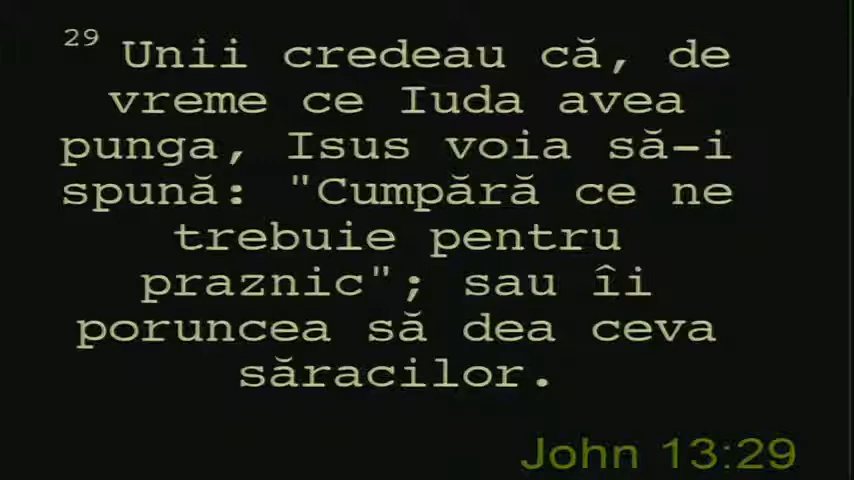 29 Unii credeau că, de
vreme ce Iuda avea
punga, Isus voia să-i
spună: "Cumpără ce ne
trebuie pentru
praznic"; sau îi
poruncea să dea ceva
săracilor.
John 13:29